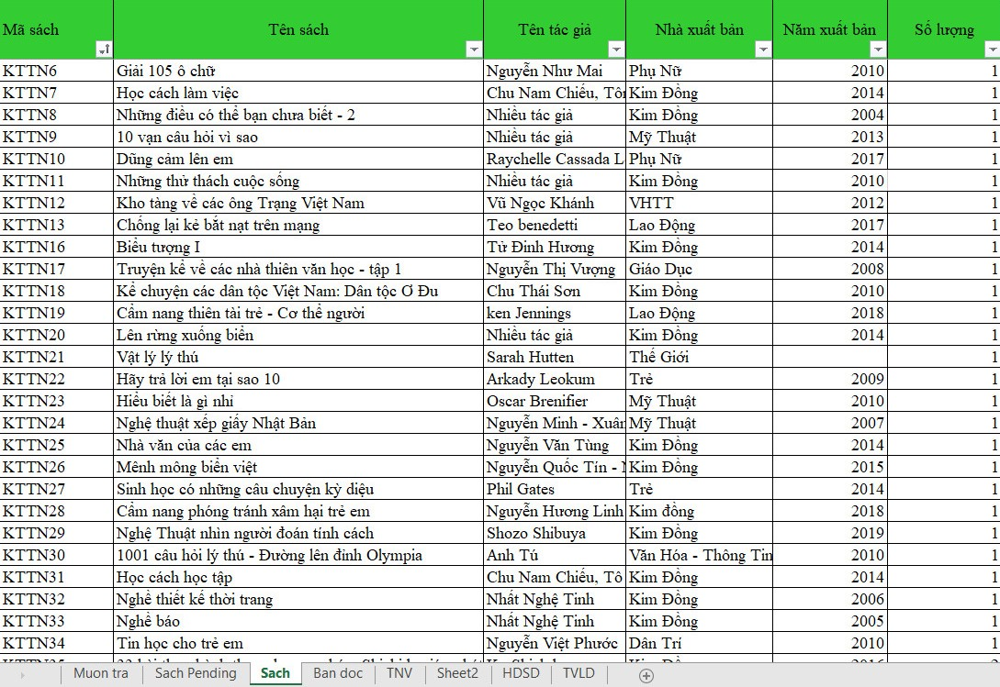 Mã sách Tên sách Tên tác giả Nhà xuất bản Năm xuất bản Số lượng
KTTN6 Giải 105 ô chữ Nguyễn Như Mai Phụ Nữ 2010 1
KTTN7 Học cách làm việc Chu Nam Chiếu, Tôn Kim Đồng 2014 1
KTTN8 Những điều có thể bạn chưa biết - 2 Nhiều tác giả Kim Đồng 2004 1
KTTN9 10 vạn câu hỏi vì sao Nhiều tác giả Mỹ Thuật 2013 1
KTTN10 Dũng cảm lên em Raychelle Cassada L Phụ Nữ 2017 1
KTTN11 Những thử thách cuộc sống Nhiều tác giả Kim Đồng 2010 1
KTTN12 Kho tàng về các ông Trạng Việt Nam Vũ Ngọc Khánh VHTT 2012 1
KTTN13 Chống lại kẻ bắt nạt trên mạng Teo benedetti Lao Động 2017 1
KTTN16 Biểu tượng I Từ Đinh Hương Kim Đồng 2014 1
KTTN17 Truyện kể về các nhà thiên văn học - tập 1 Nguyễn Thị Vượng Giáo Dục 2008 1
KTTN18 Kể chuyện các dân tộc Việt Nam: Dân tộc Ơ Đu Chu Thái Sơn Kim Đồng 2010 1
KTTN19 Cẩm nang thiên tài trẻ - Cơ thể người ken Jennings Lao Động 2018 1
KTTN20 Lên rừng xuống biển Nhiều tác giả Kim Đồng 2014 1
KTTN21 Vật lý lý thú Sarah Hutten Thế Giới 1
KTTN22 Hãy trả lời em tại sao 10 Arkady Leokum Trẻ 2009 1
KTTN23 Hiểu biết là gì nhỉ Oscar Brenifier Mỹ Thuật 2010 1
KTTN24 Nghệ thuật xếp giấy Nhật Bản Nguyễn Minh - Xuân Mỹ Thuật 2007 1
KTTN25 Nhà văn của các em Nguyễn Văn Tùng Kim Đồng 2014 1
KTTN26 Mênh mông biển việt Nguyễn Quốc Tín - Kim Đồng 2015 1
KTTN27 Sinh học có những câu chuyện kỳ diệu Phil Gates Trẻ 2014 1
KTTN28 Cẩm nang phóng tránh xâm hại trẻ em Nguyễn Hương Linh Kim đồng 2018 1
KTTN29 Nghệ Thuật nhìn người đoán tính cách Shozo Shibuya Kim Đồng 2019 1
KTTN30 1001 câu hỏi lý thú - Đường lên đỉnh Olympia Anh Tú Văn Hóa - Thông Tin 2010 1
KTTN31 Học cách học tập Chu Nam Chiếu, Tô Kim Đồng 2014 1
KTTN32 Nghề thiết kế thời trang Nhất Nghệ Tinh Kim Đồng 2006 1
KTTN33 Nghề báo Nhất Nghệ Tinh Kim Đồng 2005 1
KTTN34 Tin học cho trẻ em Nguyễn Việt Phước Dân Trí 2010 1
Muon tra Sach Pending Sach Ban doc TNV Sheet2 HDSD TVLD